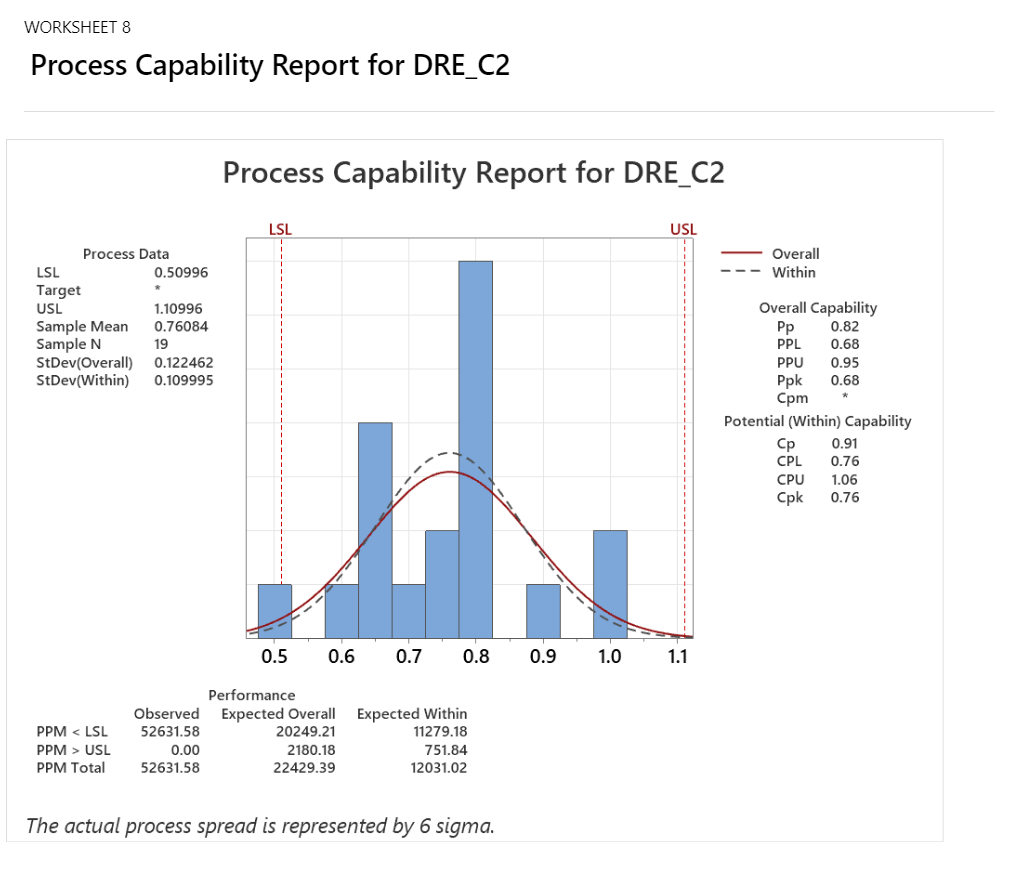 WORKSHEET 8
Process Capability Report for DRE_C2
Process Capability Report for DRE_C2
LSL USL
Process Data
LSL 0.50996
Target *
USL 1.10996
Sample Mean 0.76084
Sample N 19
StDev(Overall) 0.122462
StDev(Within) 0.109995
Overall
Within
Overall Capability
Pp 0.82
PPL 0.68
PPU 0.95
Ppk 0.68
Cpm *
Potential (Within) Capability
Cp 0.91
CPL 0.76
CPU 1.06
Cpk 0.76
0.5 0.6 0.7 0.8 0.9 1.0 1.1
Performance
Observed Expected Overall Expected Within
PPM < LSL 52631.58 20249.21 11279.18
PPM > USL 0.00 2180.18 751.84
PPM Total 52631.58 22429.39 12031.02
The actual process spread is represented by 6 sigma.